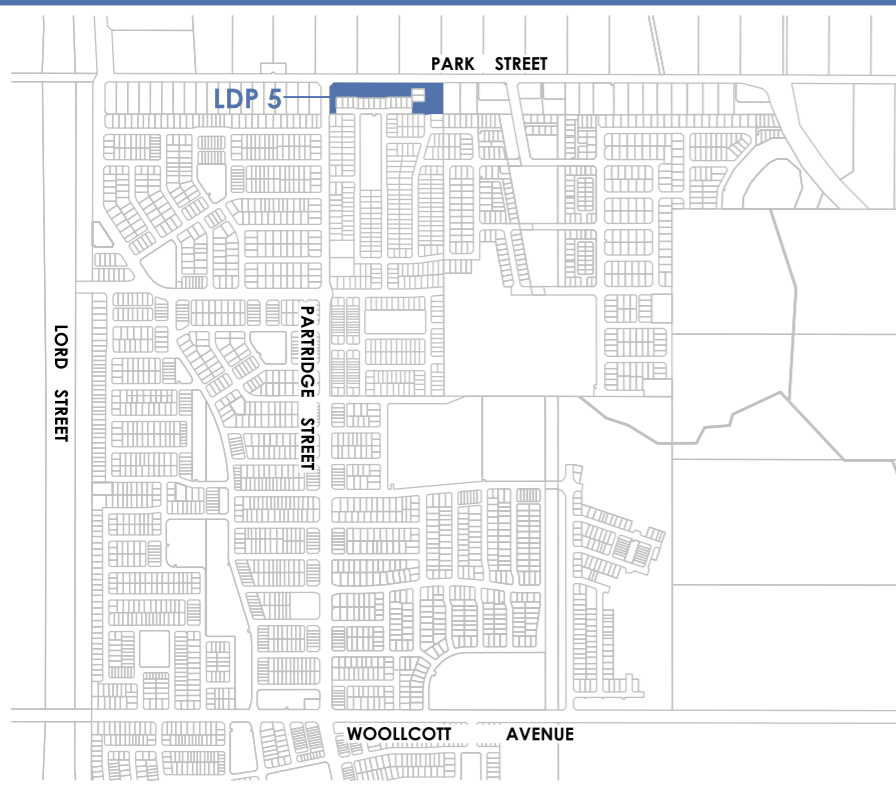 PARK STREET
LDP 5
PARTRIDGE STREET
LORD STREET
WOOLLCOTT AVENUE